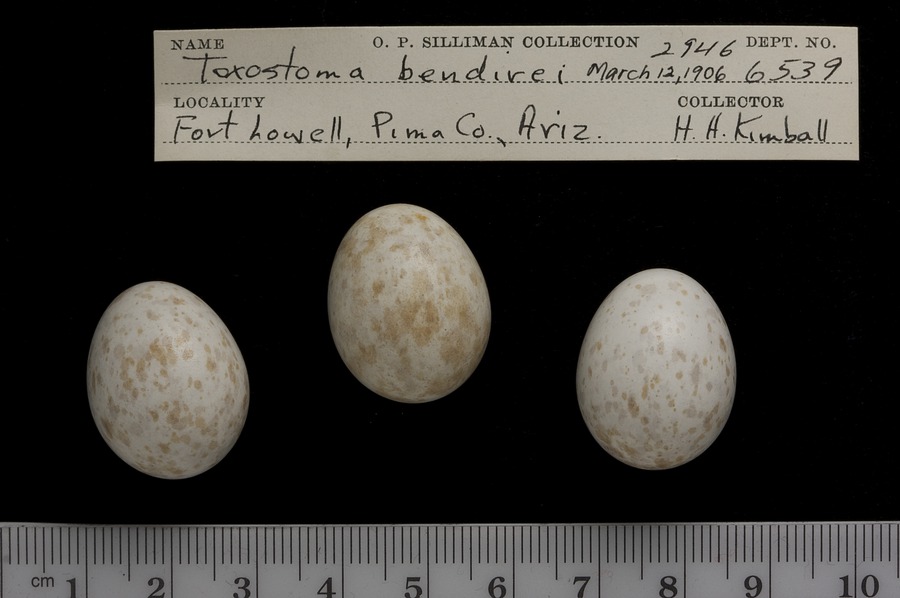 NAME O. P. SILLIMAN COLLECTION 2946 DEPT. NO.
Toxostoma bendirei March 12, 1906 6539
LOCALITY COLLECTOR
Fort Lowell, Pima Co., Ariz. H. H. Kimball
cm 1 2 3 4 5 6 7 8 9 10